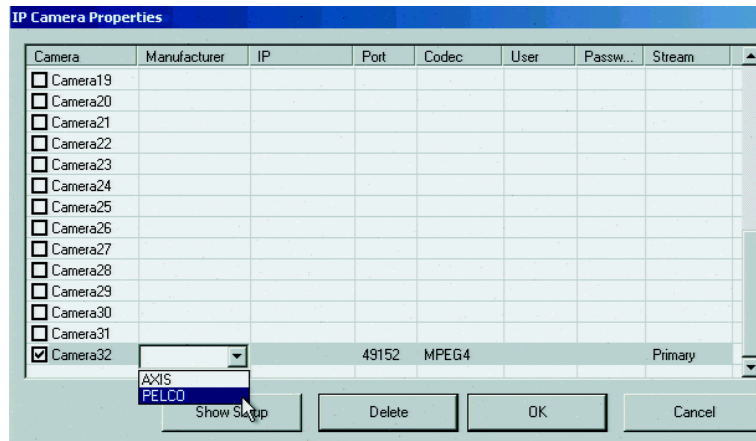 IP Camera Properties
Camera Manufacturer IP Port Codec User Passw... Stream
Camera19
Camera20
Camera21
Camera22
Camera23
Camera24
Camera25
Camera26
Camera27
Camera28
Camera29
Camera30
Camera31
Camera32 49152 MPEG4 Primary
AXIS
PELCO
Show Setup Delete OK Cancel